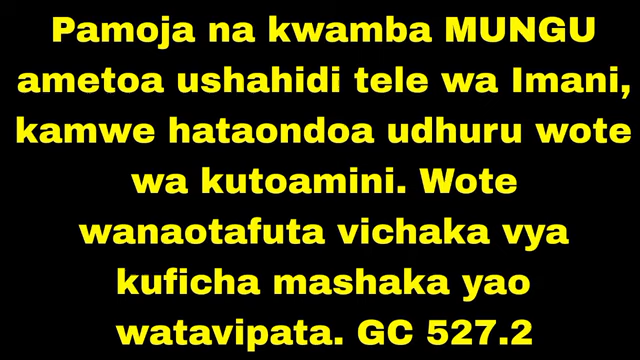 Pamoja na kwamba MUNGU
ametoa ushahidi tele wa Imani,
kamwe hataondoa udhuru wote
wa kutoamini. Wote
wanaotafuta vichaka vya
kuficha mashaka yao
watavipata. GC 527.2